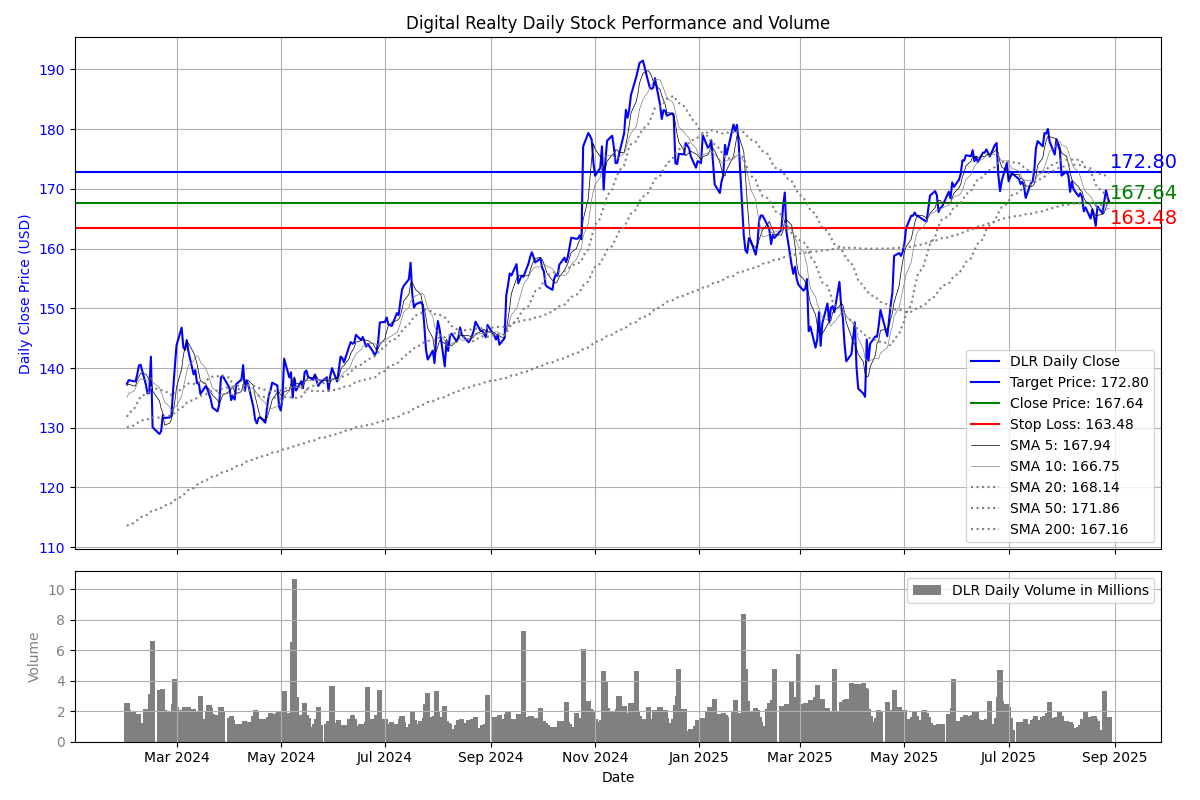 Digital Realty Daily Stock Performance and Volume
Daily Close Price (USD)
190
180
170
160
150
140
130
120
110
172.80
167.64
163.48
DLR Daily Close
Target Price: 172.80
Close Price: 167.64
Stop Loss: 163.48
SMA 5: 167.94
SMA 10: 166.75
SMA 20: 168.14
SMA 50: 171.86
SMA 200: 167.16
Volume
10
8
6
4
2
0
DLR Daily Volume in Millions
Mar 2024 May 2024 Jul 2024 Sep 2024 Nov 2024 Jan 2025 Mar 2025 May 2025 Jul 2025 Sep 2025
Date